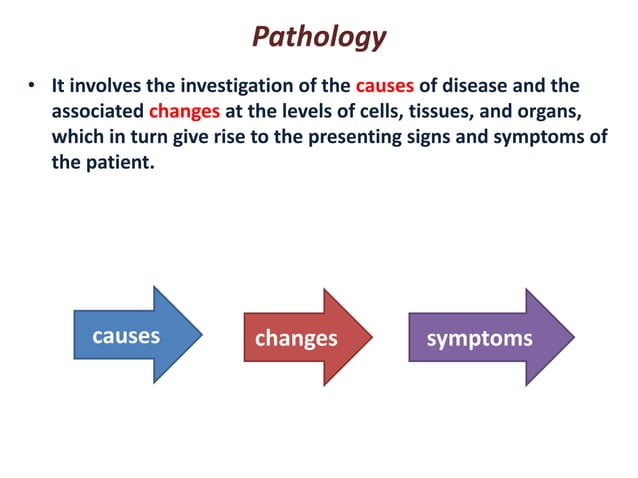 Pathology
• It involves the investigation of the causes of disease and the
associated changes at the levels of cells, tissues, and organs,
which in turn give rise to the presenting signs and symptoms of
the patient.
causes
changes
symptoms